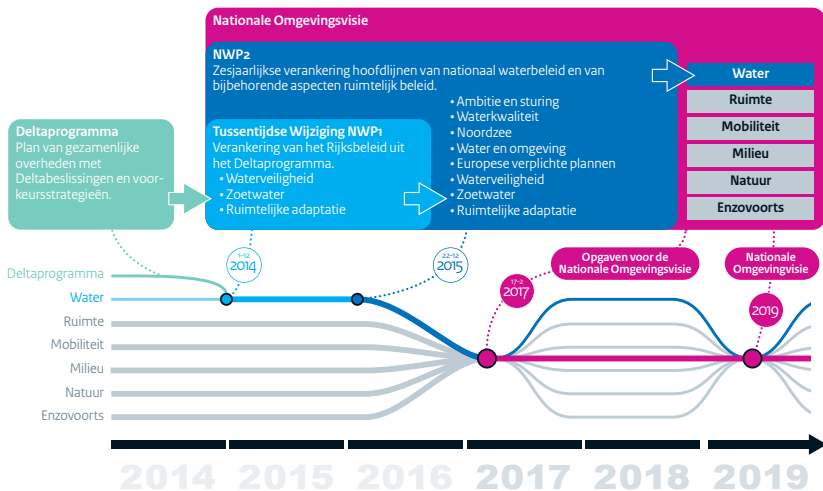 Nationale Omgevingsvisie
NWP2
Zesjaarlijkse verankering hoofdlijnen van nationaal waterbeleid en van
bijbehorende aspecten ruimtelijk beleid.
• Ambitie en sturing
• Waterkwaliteit
• Noordzee
• Water en omgeving
• Europese verplichte plannen
• Waterveiligheid
• Zoetwater
• Ruimtelijke adaptatie
Water
Ruimte
Mobiliteit
Milieu
Natuur
Enzovoorts
Deltaprogramma
Plan van gezamenlijke
overheden met
Deltabeslissingen en voor-
keursstrategieën.
Tussentijdse Wijziging NWP1
Verankering van het Rijksbeleid uit
het Deltaprogramma.
• Waterveiligheid
• Zoetwater
• Ruimtelijke adaptatie
1-12
2014
22-12
2015
17-2
2017
Opgaven voor de
Nationale Omgevingsvisie
Nationale
Omgevingvisie
2019
Deltaprogramma
Water
Ruimte
Mobiliteit
Milieu
Natuur
Enzovoorts
2014 2015 2016 2017 2018 2019